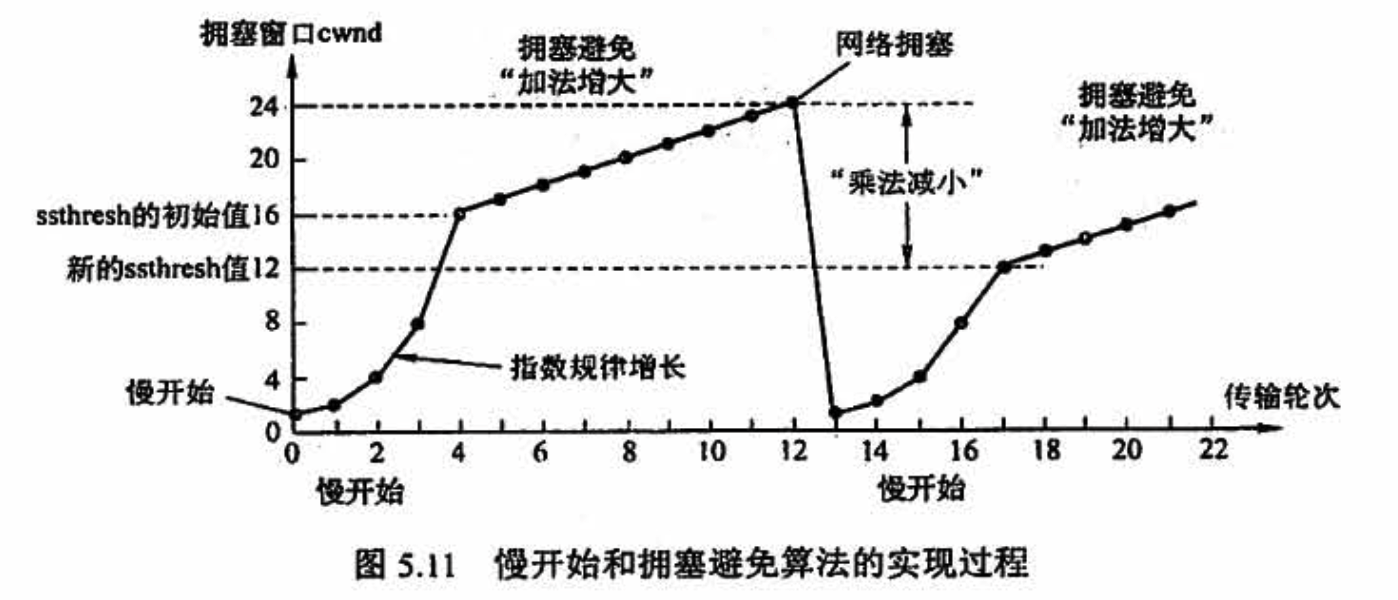 拥塞窗口cwnd
拥塞避免
“加法增大”
网络拥塞
拥塞避免
“加法增大”
24
20
“乘法减小”
ssthresh的初始值16
新的ssthresh值12
8
指数规律增长
4
慢开始
传输轮次
0
0 2 4 6 8 10 12 14 16 18 20 22
慢开始 慢开始
图 5.11 慢开始和拥塞避免算法的实现过程